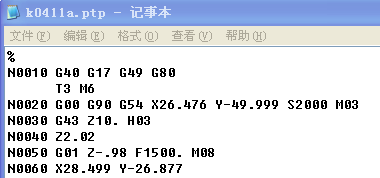 k0411a.ptp - 记事本
文件(F) 编辑(E) 格式(O) 查看(V) 帮助(H)
%
N0010 G40 G17 G49 G80
T3 M6
N0020 G00 G90 G54 X26.476 Y-49.999 S2000 M03
N0030 G43 Z10. H03
N0040 Z2.02
N0050 G01 Z-.98 F1500. M08
N0060 X28.499 Y-26.877